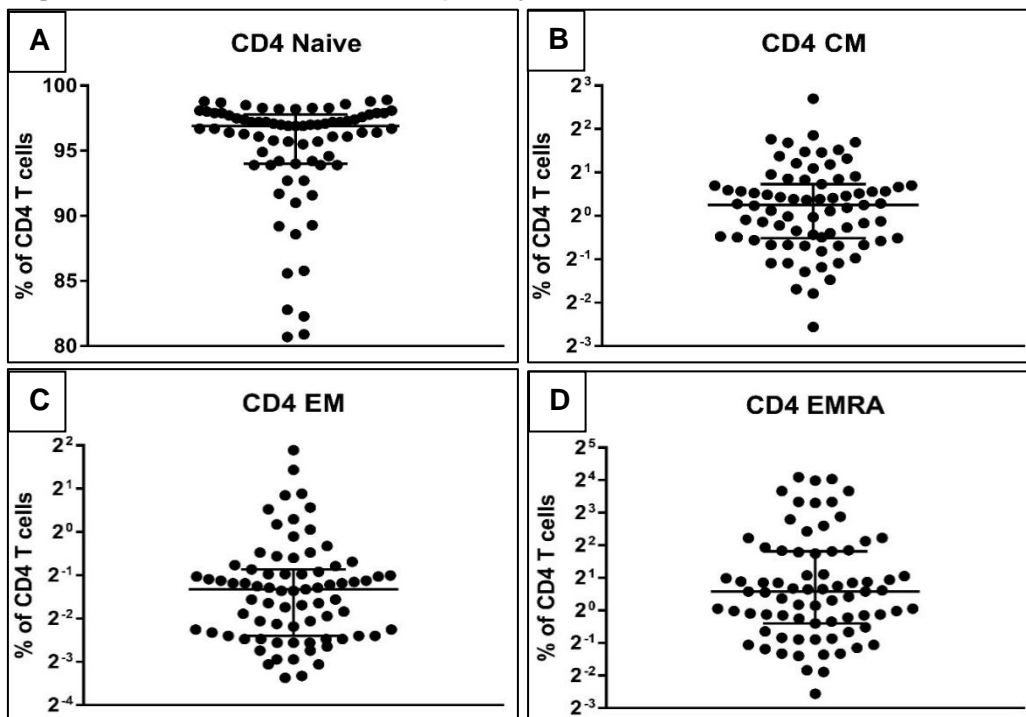 A
CD4 Naive
% of CD4 T cells
100
95
90
85
80
B
CD4 CM
% of CD4 T cells
2³
2²
2¹
2⁰
2⁻¹
2⁻²
2⁻³
C
CD4 EM
% of CD4 T cells
2²
2¹
2⁰
2⁻¹
2⁻²
2⁻³
2⁻⁴
D
CD4 EMRA
% of CD4 T cells
2⁵
2⁴
2³
2²
2¹
2⁰
2⁻¹
2⁻²
2⁻³